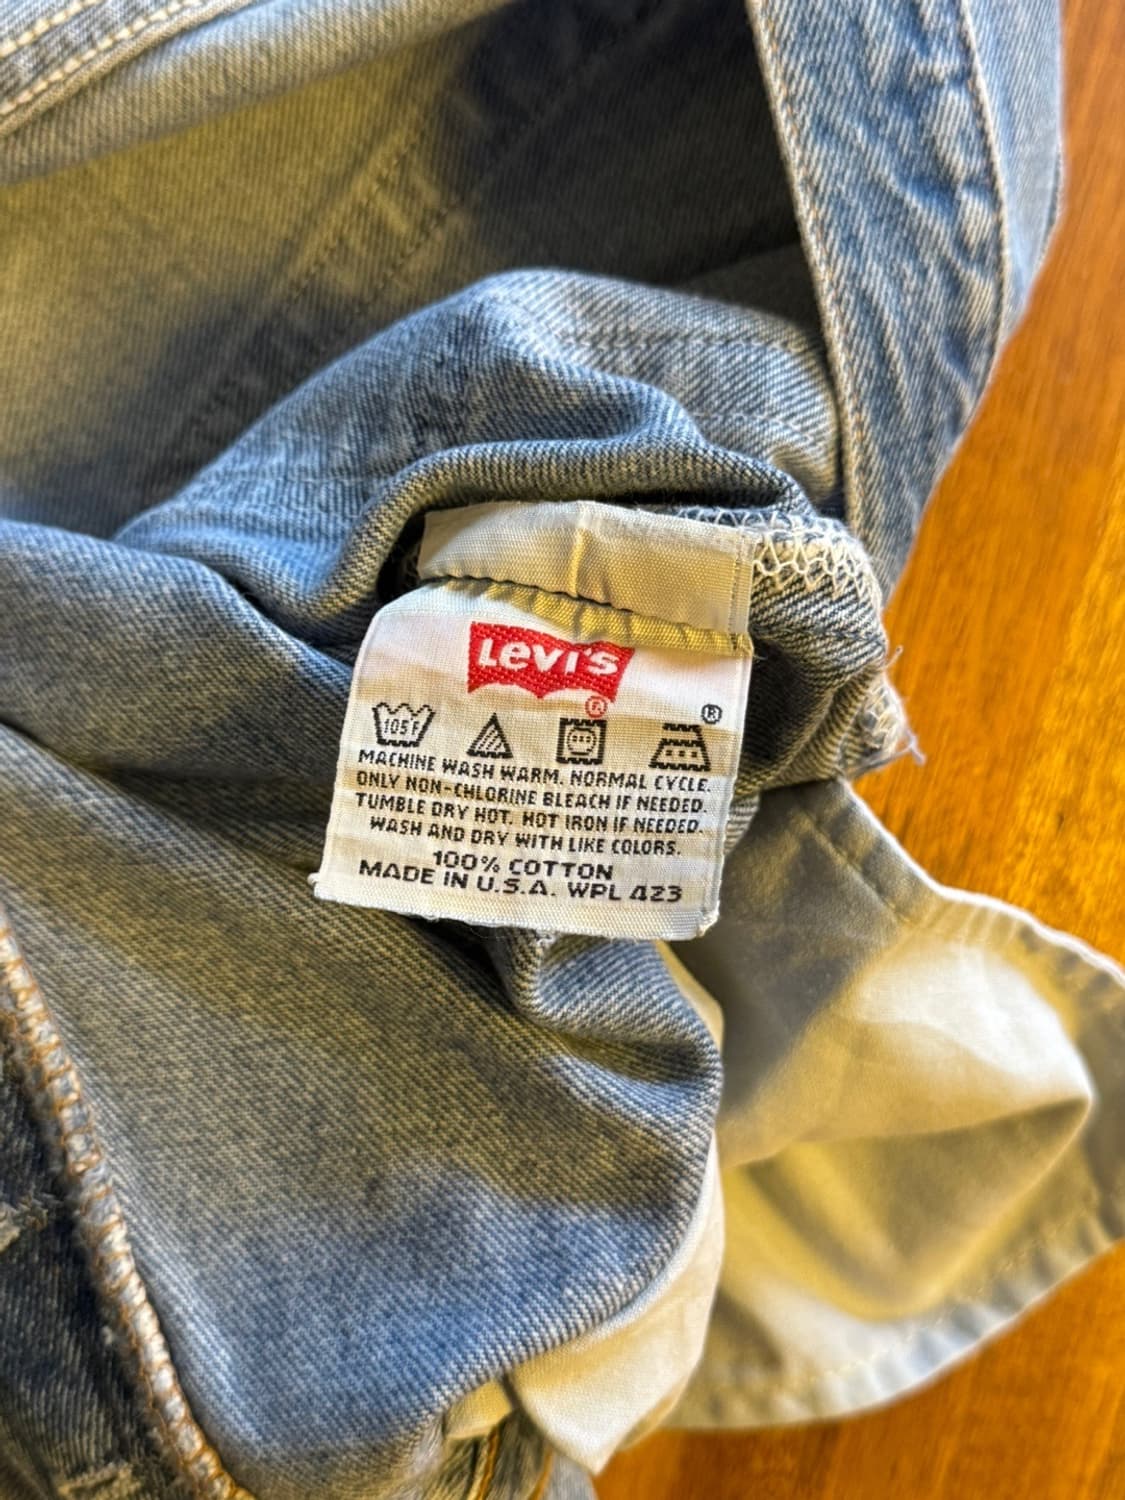 Levi's
®
®
105F
MACHINE WASH WARM. NORMAL CYCLE.
ONLY NON-CHLORINE BLEACH IF NEEDED.
TUMBLE DRY HOT. HOT IRON IF NEEDED.
WASH AND DRY WITH LIKE COLORS.
100% COTTON
MADE IN U.S.A. WPL 423